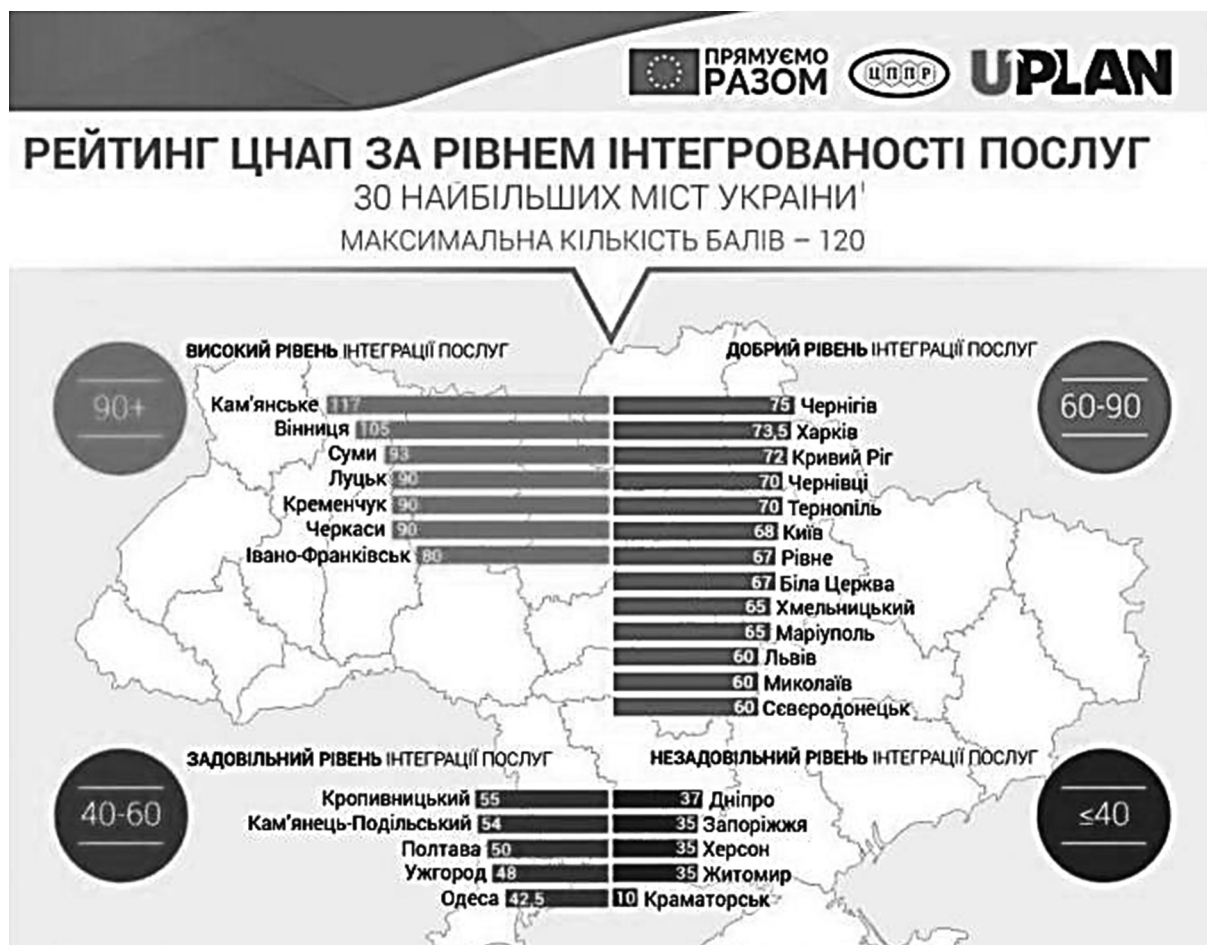 ПРЯМУЄМО
РАЗОМ
ЦППР
UPLAN
РЕЙТИНГ ЦНАП ЗА РІВНЕМ ІНТЕГРОВАНОСТІ ПОСЛУГ
30 НАЙБІЛЬШИХ МІСТ УКРАЇНИ¹
МАКСИМАЛЬНА КІЛЬКІСТЬ БАЛІВ – 120
90+
ВИСОКИЙ РІВЕНЬ ІНТЕГРАЦІЇ ПОСЛУГ
Кам'янське 117
Вінниця 105
Суми 93
Луцьк 90
Кременчук 90
Черкаси 90
Івано-Франківськ 80
ДОБРИЙ РІВЕНЬ ІНТЕГРАЦІЇ ПОСЛУГ
60-90
75 Чернігів
73,5 Харків
72 Кривий Ріг
70 Чернівці
70 Тернопіль
68 Київ
67 Рівне
67 Біла Церква
65 Хмельницький
65 Маріуполь
60 Львів
60 Миколаїв
60 Сєвєродонецьк
ЗАДОВІЛЬНИЙ РІВЕНЬ ІНТЕГРАЦІЇ ПОСЛУГ
40-60
Кропивницький 55
Кам'янець-Подільський 54
Полтава 50
Ужгород 48
Одеса 42,5
НЕЗАДОВІЛЬНИЙ РІВЕНЬ ІНТЕГРАЦІЇ ПОСЛУГ
≤40
37 Дніпро
35 Запоріжжя
35 Херсон
35 Житомир
10 Краматорськ